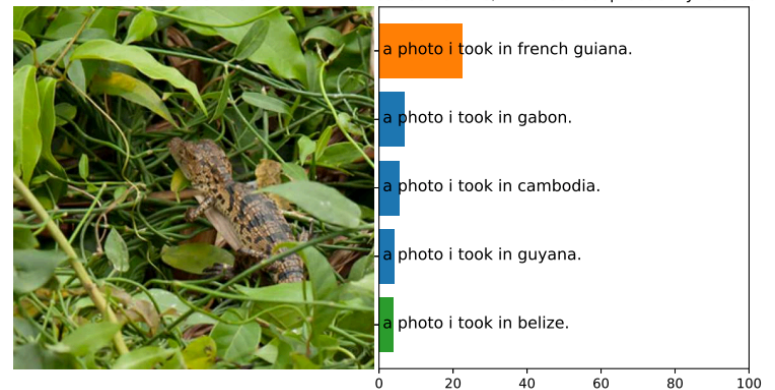 a photo i took in french guiana.
a photo i took in gabon.
a photo i took in cambodia.
a photo i took in guyana.
a photo i took in belize.
0 20 40 60 80 100